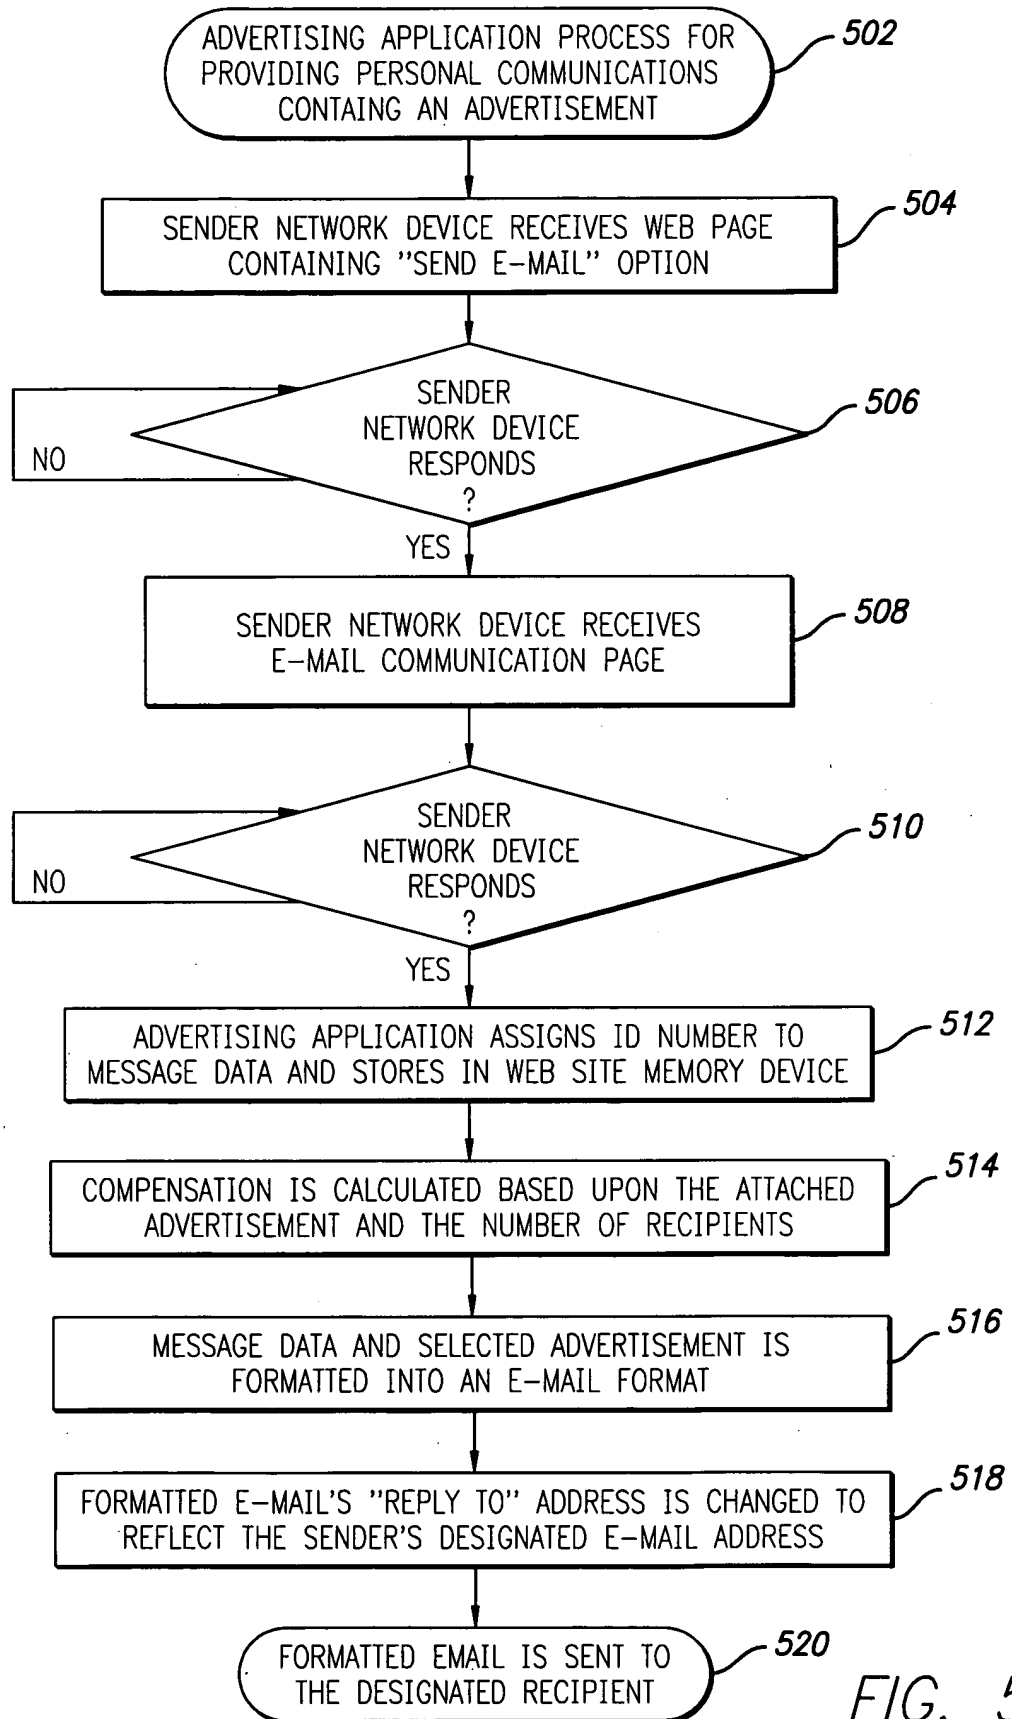 ADVERTISING APPLICATION PROCESS FOR
PROVIDING PERSONAL COMMUNICATIONS
CONTAING AN ADVERTISEMENT
502
SENDER NETWORK DEVICE RECEIVES WEB PAGE
CONTAINING "SEND E-MAIL" OPTION
504
SENDER
NETWORK DEVICE
RESPONDS
?
506
NO
YES
SENDER NETWORK DEVICE RECEIVES
E-MAIL COMMUNICATION PAGE
508
SENDER
NETWORK DEVICE
RESPONDS
?
510
NO
YES
ADVERTISING APPLICATION ASSIGNS ID NUMBER TO
MESSAGE DATA AND STORES IN WEB SITE MEMORY DEVICE
512
COMPENSATION IS CALCULATED BASED UPON THE ATTACHED
ADVERTISEMENT AND THE NUMBER OF RECIPIENTS
514
MESSAGE DATA AND SELECTED ADVERTISEMENT IS
FORMATTED INTO AN E-MAIL FORMAT
516
FORMATTED E-MAIL'S "REPLY TO" ADDRESS IS CHANGED TO
REFLECT THE SENDER'S DESIGNATED E-MAIL ADDRESS
518
FORMATTED EMAIL IS SENT TO
THE DESIGNATED RECIPIENT
520
FIG. 5